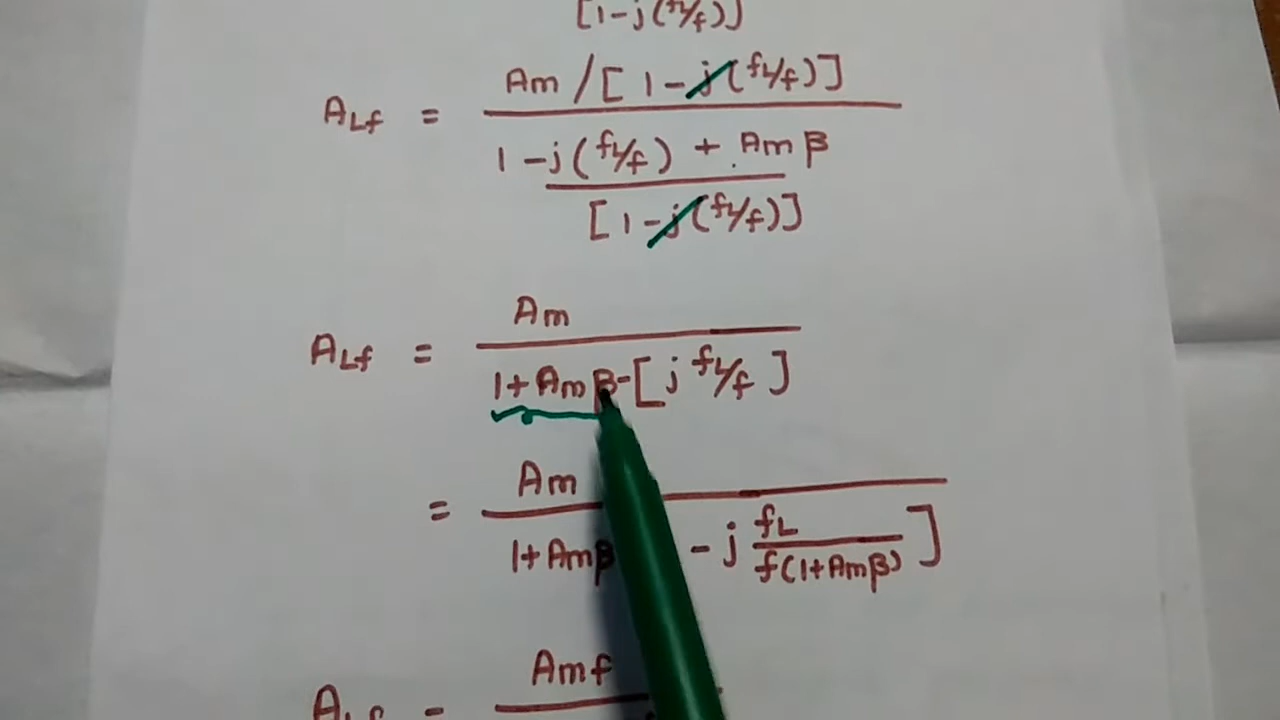 [1-j(fL/f)]
Am / [1-j(fL/f)]
ALf =
1-j(fL/f) + Amβ
[1-j(fL/f)]
Am
ALf =
1+Amβ-[j fL/f]
Am
=
1+Amβ -j fL ]
f(1+Amβ)
Amf